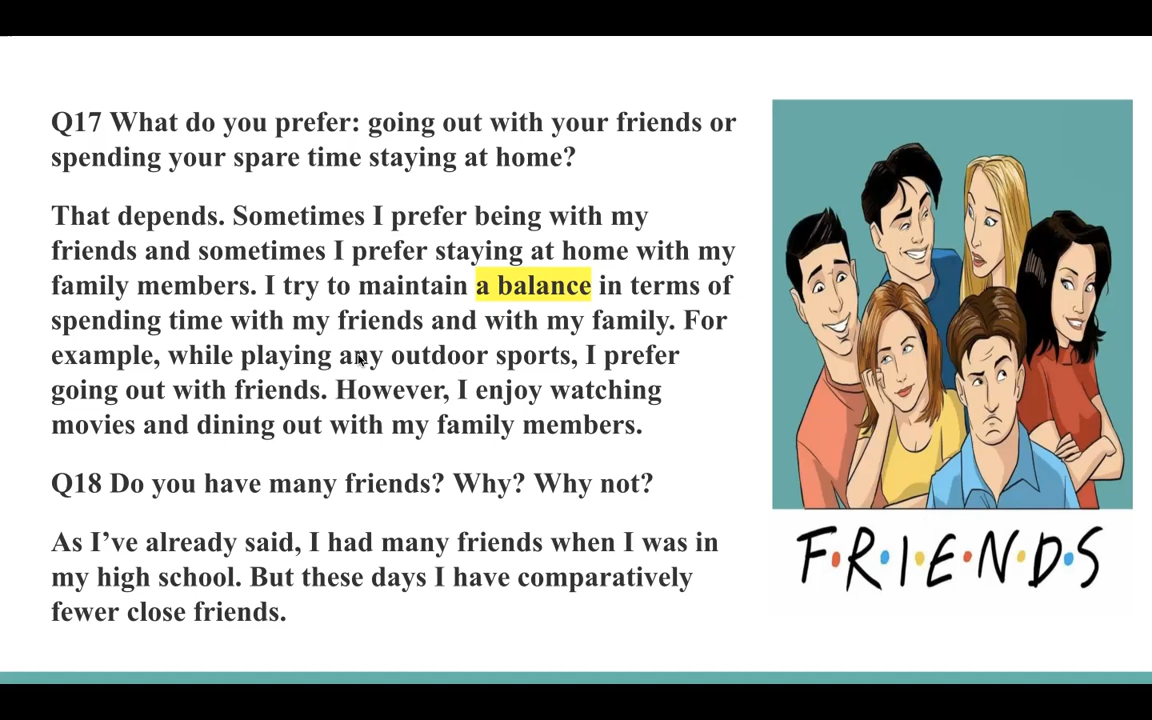 Q17 What do you prefer: going out with your friends or
spending your spare time staying at home?
That depends. Sometimes I prefer being with my
friends and sometimes I prefer staying at home with my
family members. I try to maintain a balance in terms of
spending time with my friends and with my family. For
example, while playing any outdoor sports, I prefer
going out with friends. However, I enjoy watching
movies and dining out with my family members.
Q18 Do you have many friends? Why? Why not?
As I’ve already said, I had many friends when I was in
my high school. But these days I have comparatively
fewer close friends.
F•R•I•E•N•D•S